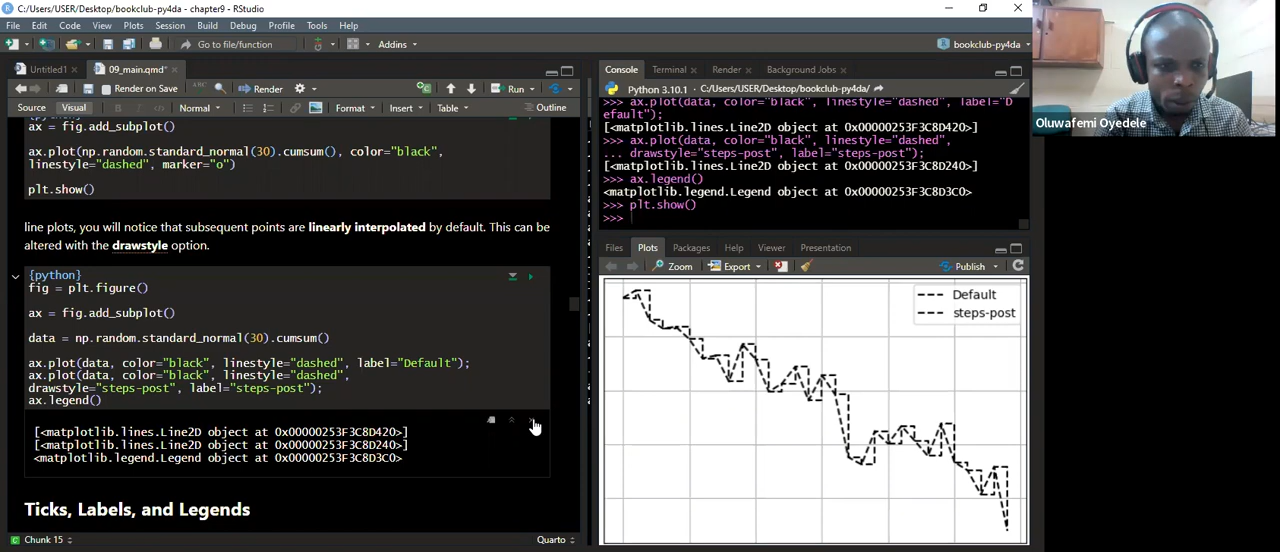 C:/Users/USER/Desktop/bookclub-py4da - chapter9 - RStudio
File Edit Code View Plots Session Build Debug Profile Tools Help
Go to file/function Addins bookclub-py4da
Untitled1 09_main.qmd*
Render on Save ABC Render Run
Source Visual B I Normal Format Insert Table Outline
{python}
ax = fig.add_subplot()
ax.plot(np.random.standard_normal(30).cumsum(), color="black",
linestyle="dashed", marker="o")
plt.show()
line plots, you will notice that subsequent points are linearly interpolated by default. This can be
altered with the drawstyle option.
{python}
fig = plt.figure()
ax = fig.add_subplot()
data = np.random.standard_normal(30).cumsum()
ax.plot(data, color="black", linestyle="dashed", label="Default");
ax.plot(data, color="black", linestyle="dashed",
drawstyle="steps-post", label="steps-post");
ax.legend()
[<matplotlib.lines.Line2D object at 0x00000253F3C8D420>]
[<matplotlib.lines.Line2D object at 0x00000253F3C8D240>]
<matplotlib.legend.Legend object at 0x00000253F3C8D3C0>
Ticks, Labels, and Legends
Chunk 15 Quarto
Console Terminal Render Background Jobs
Python 3.10.1 · C:/Users/USER/Desktop/bookclub-py4da/
>>> ax.plot(data, color="black", linestyle="dashed", label="D
efault");
[<matplotlib.lines.Line2D object at 0x00000253F3C8D420>]
>>> ax.plot(data, color="black", linestyle="dashed",
... drawstyle="steps-post", label="steps-post");
[<matplotlib.lines.Line2D object at 0x00000253F3C8D240>]
>>> ax.legend()
<matplotlib.legend.Legend object at 0x00000253F3C8D3C0>
>>> plt.show()
>>>
Files Plots Packages Help Viewer Presentation
Zoom Export Publish
Default
steps-post
Oluwafemi Oyedele